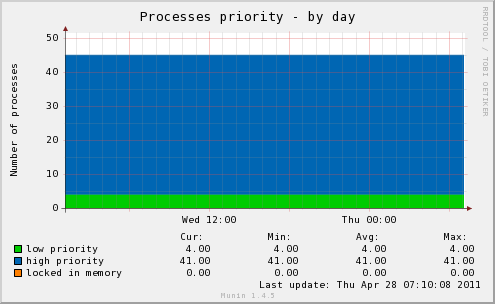 Processes priority - by day
RRDTOOL / TOBI OETIKER
Number of processes
50
40
30
20
10
0
Wed 12:00 Thu 00:00
Cur: Min: Avg: Max:
low priority 4.00 4.00 4.00 4.00
high priority 41.00 41.00 41.00 41.00
locked in memory 0.00 0.00 0.00 0.00
Last update: Thu Apr 28 07:10:08 2011
Munin 1.4.5